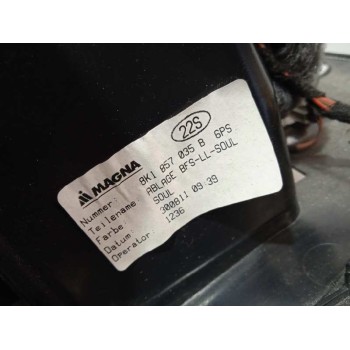 22S
MAGNA
Nummer 8K1 857 035 B 6PS
Teilename ABLAGE BFS-LL-SOUL
Farbe SOUL
Datum 300811 09:39
Operator 1236